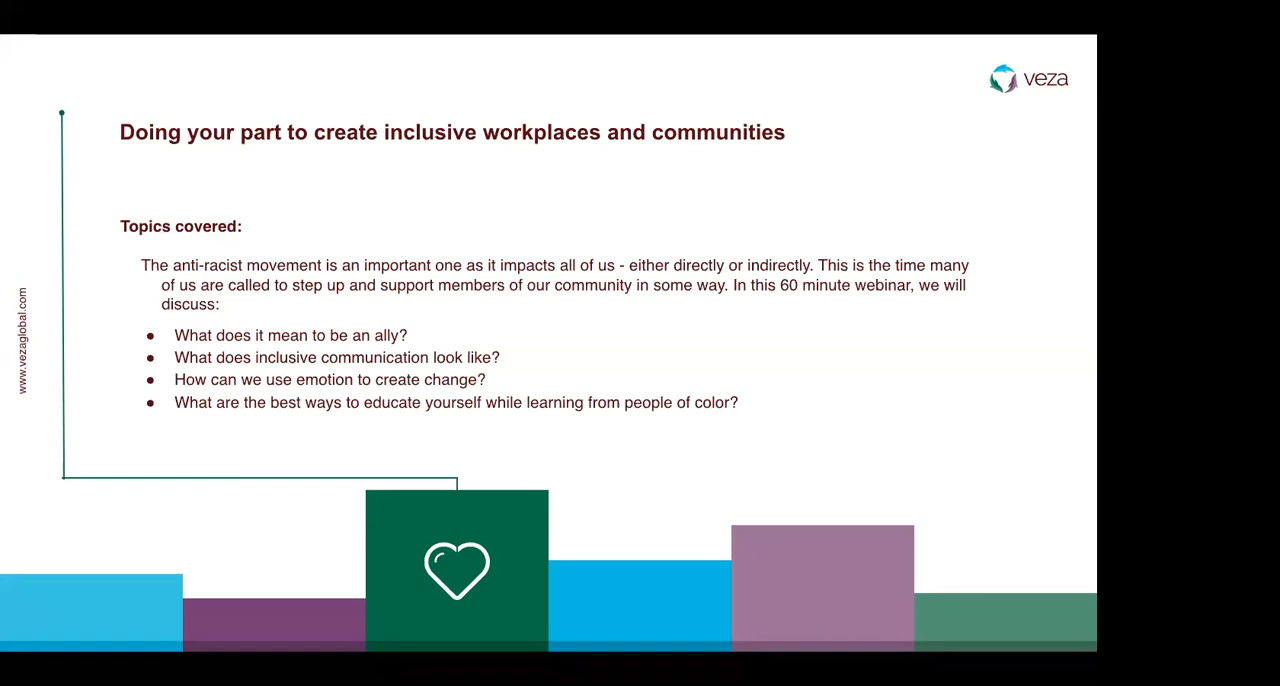 veza
Doing your part to create inclusive workplaces and communities
Topics covered:
The anti-racist movement is an important one as it impacts all of us - either directly or indirectly. This is the time many
of us are called to step up and support members of our community in some way. In this 60 minute webinar, we will
discuss:
● What does it mean to be an ally?
● What does inclusive communication look like?
● How can we use emotion to create change?
● What are the best ways to educate yourself while learning from people of color?
www.vezaglobal.com